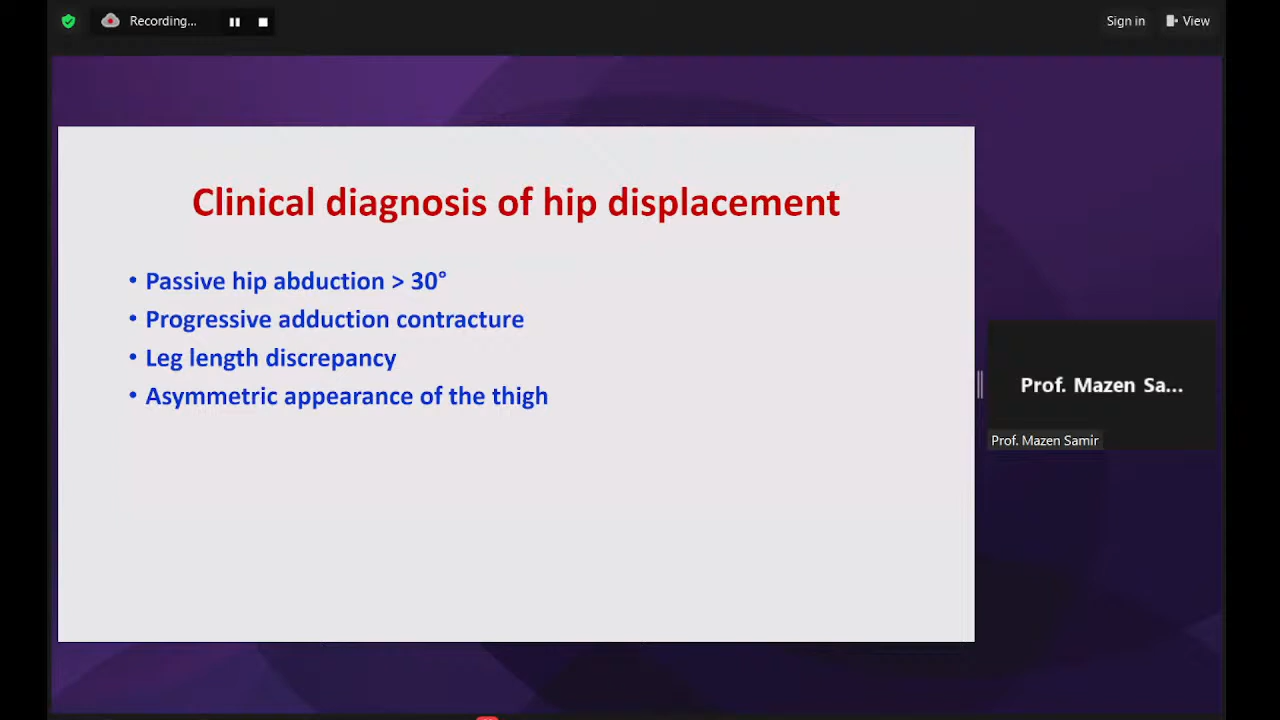 Recording...
Sign in
View
Clinical diagnosis of hip displacement
• Passive hip abduction > 30°
• Progressive adduction contracture
• Leg length discrepancy
• Asymmetric appearance of the thigh
Prof. Mazen Sa...
Prof. Mazen Samir